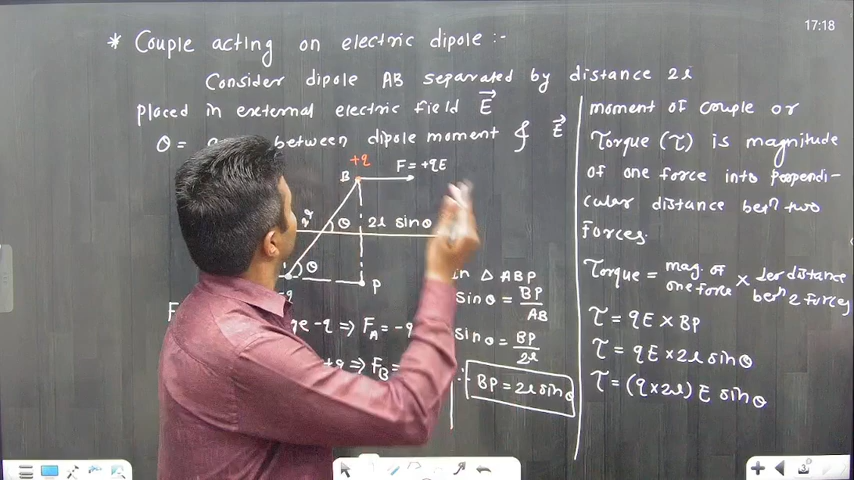 17:18
* Couple acting on electric dipole :-
Consider dipole AB separated by distance 2l
placed in external electric field E⃗
θ = between dipole moment & E⃗
+q
B
F = +qE
θ
2l sinθ
θ
P
-q => F_A = -q
+q => F_B =
In △ ABP
sinθ = BP/AB
sinθ = BP/2l
∴ BP = 2l sinθ
moment of couple or
Torque (τ) is magnitude
of one force into perpendi-
cular distance betⁿ two
forces.
Torque = mag. of one force × ⊥er distance betⁿ 2 forces
τ = qE × BP
τ = qE × 2l sinθ
τ = (q × 2l) E sinθ